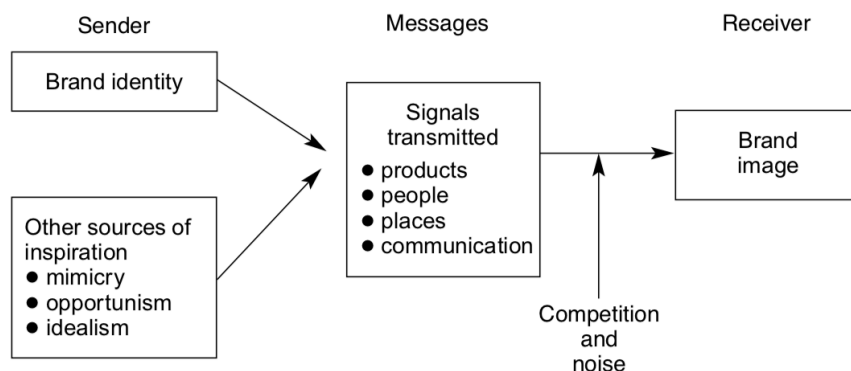 Sender
Messages
Receiver
Brand identity
Signals
transmitted
● products
● people
● places
● communication
Brand
image
Other sources of
inspiration
● mimicry
● opportunism
● idealism
Competition
and
noise